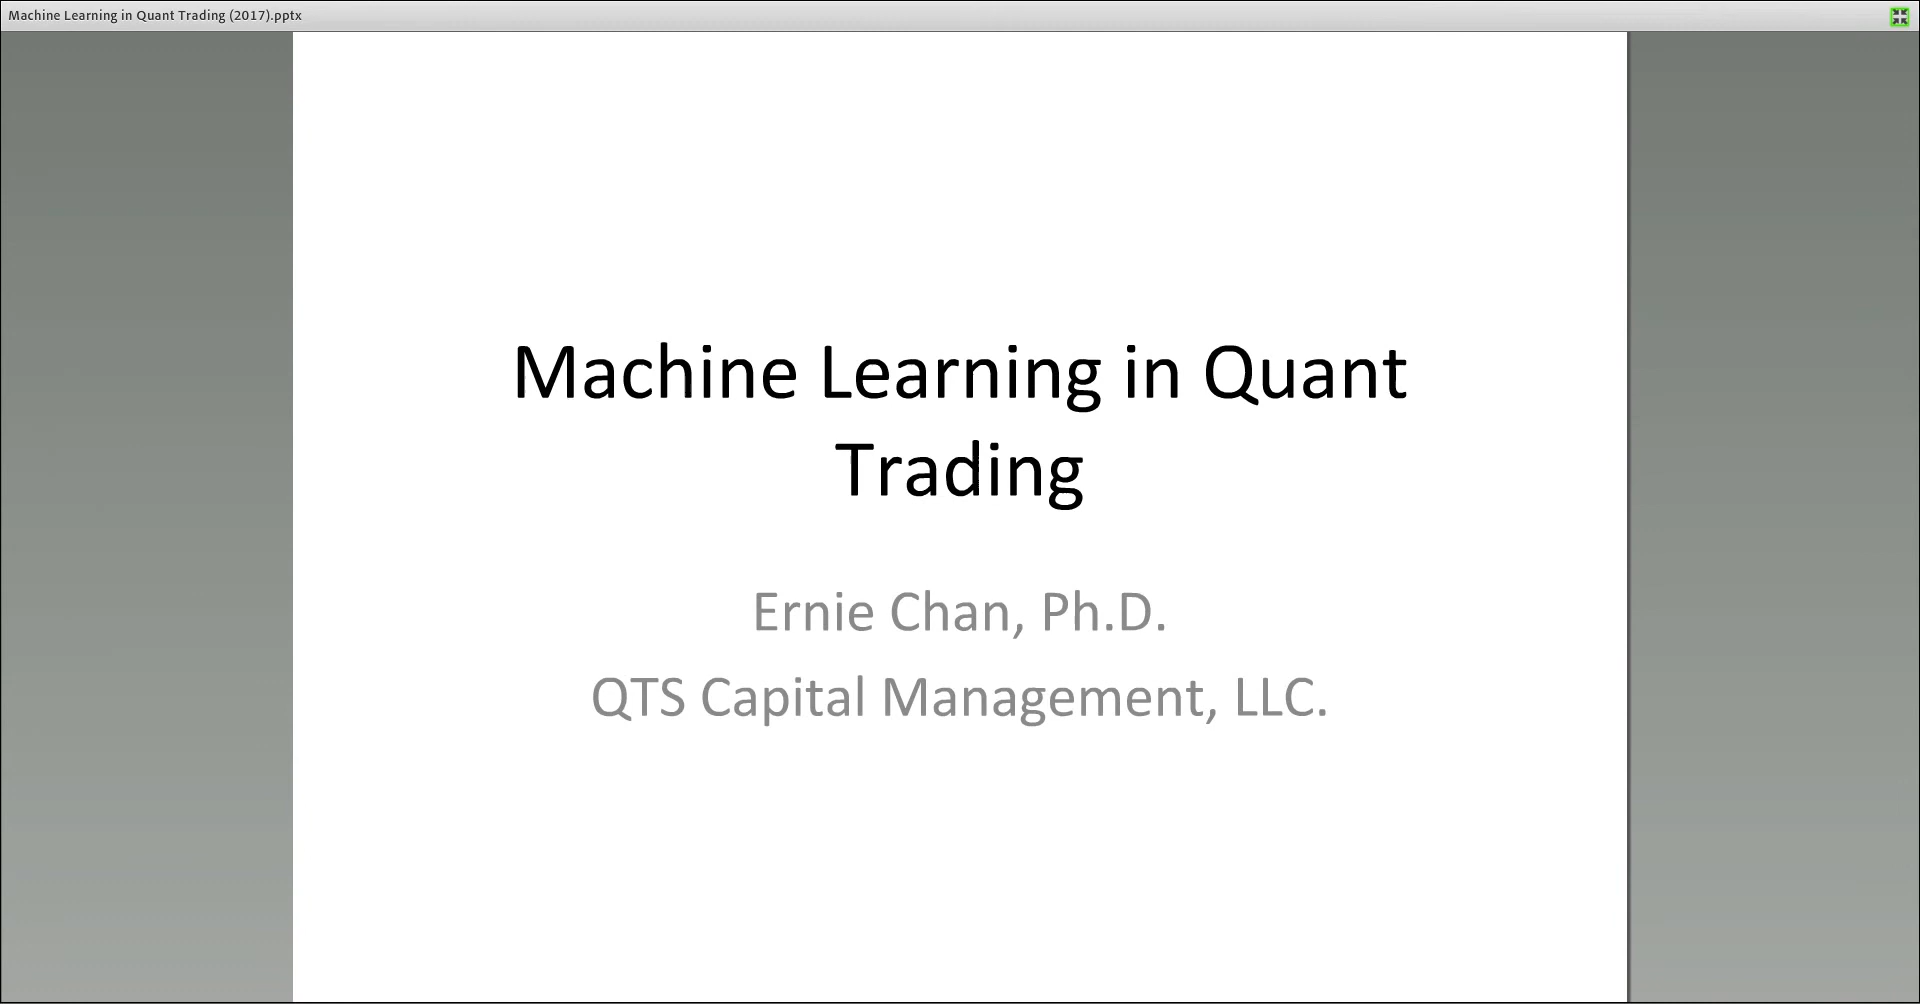 Machine Learning in Quant Trading (2017).pptx
Machine Learning in Quant
Trading
Ernie Chan, Ph.D.
QTS Capital Management, LLC.